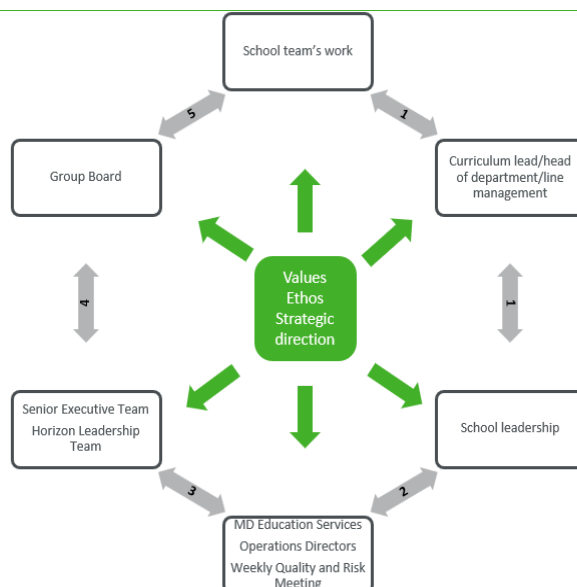 School team's work
5
1
Group Board
Curriculum lead/head
of department/line
management
Values
Ethos
Strategic
direction
4
1
Senior Executive Team
Horizon Leadership
Team
School leadership
3
2
MD Education Services
Operations Directors
Weekly Quality and Risk
Meeting